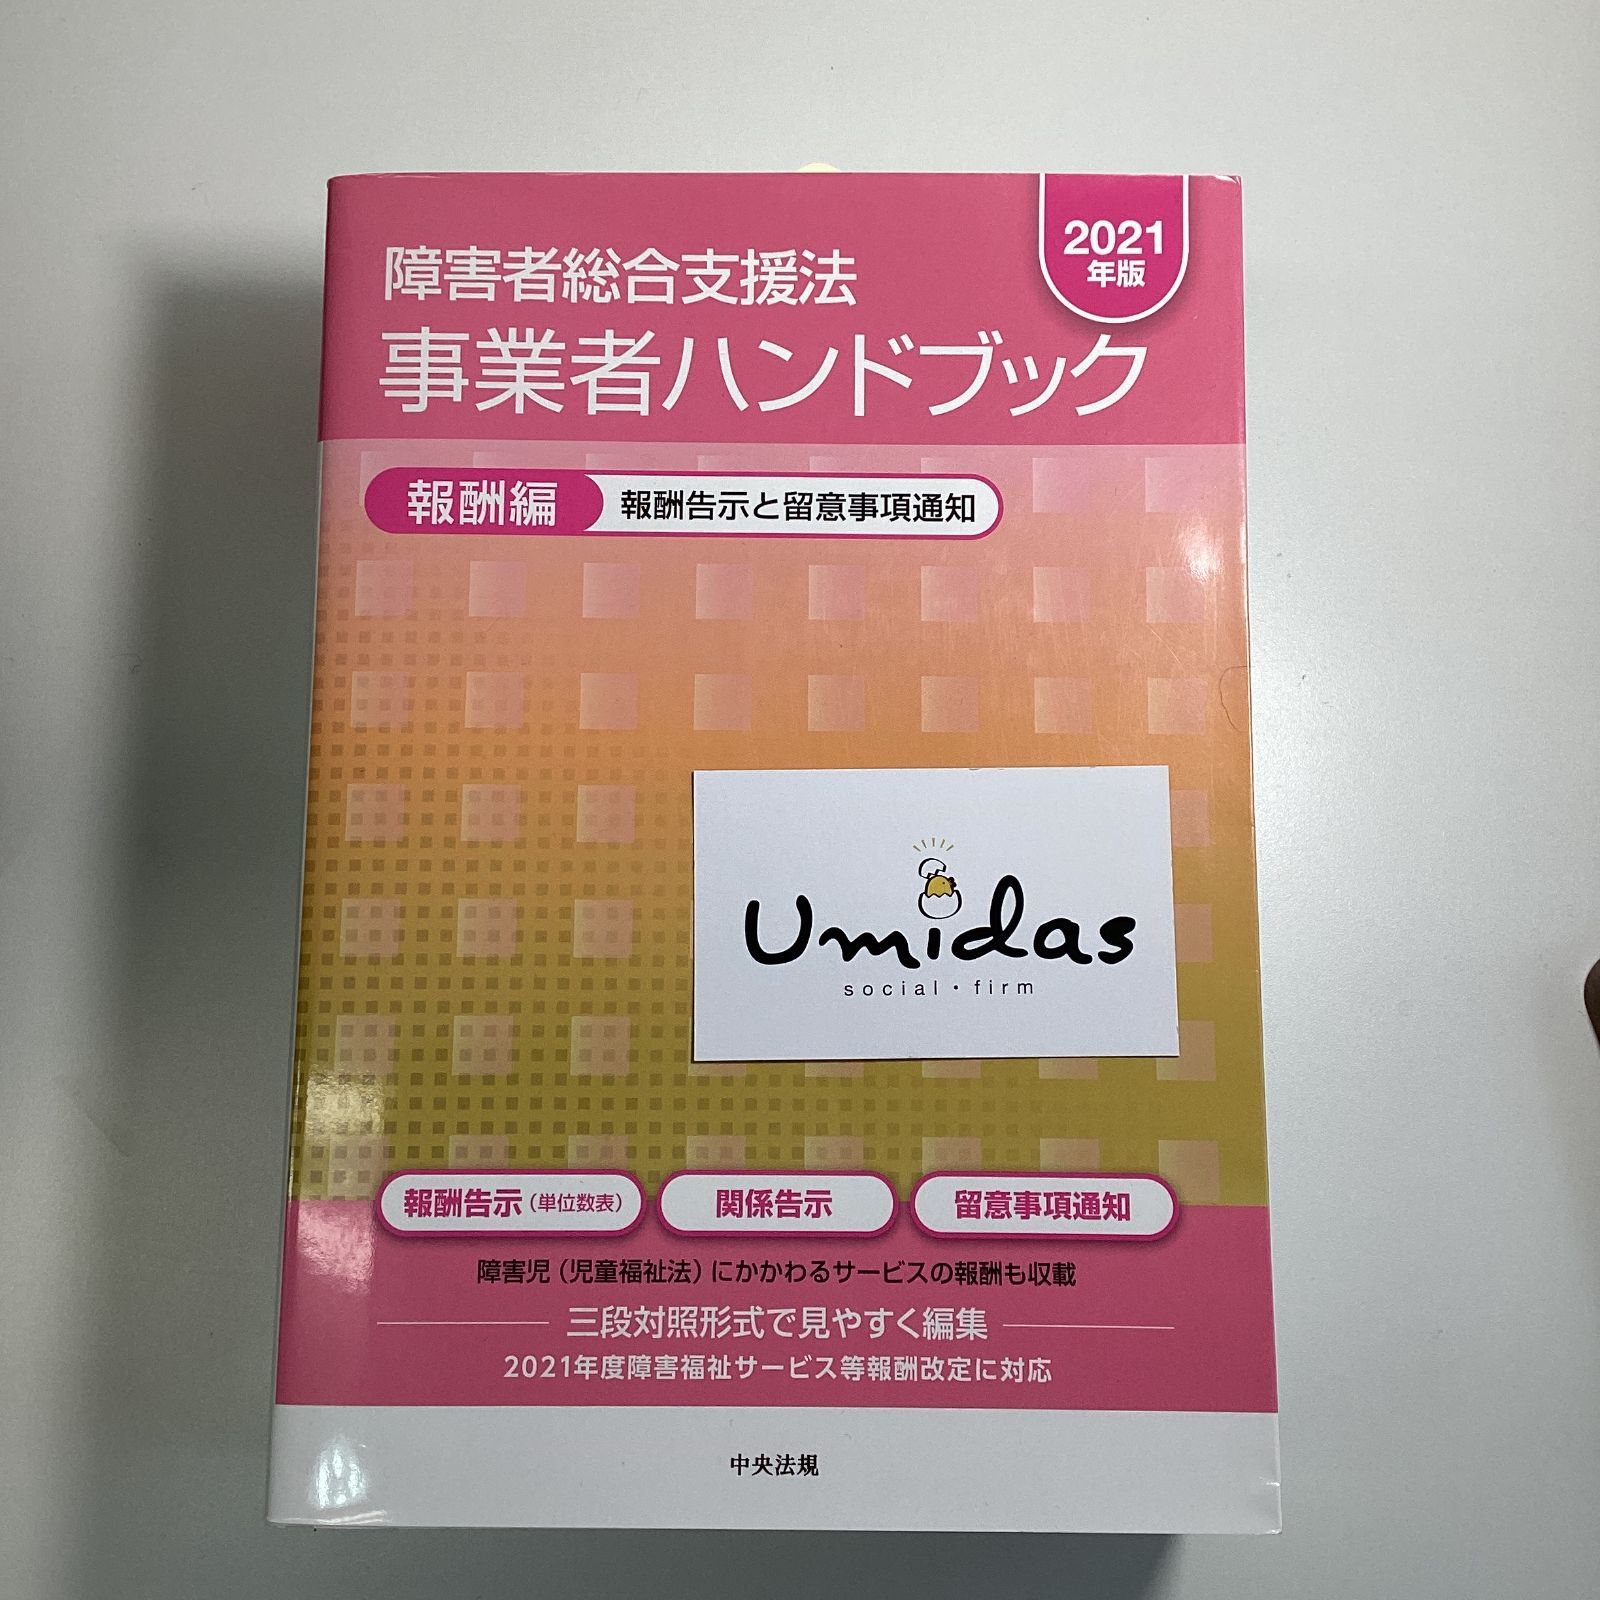 2021
年版
障害者総合支援法
事業者ハンドブック
報酬編 報酬告示と留意事項通知
Umidas
social・firm
報酬告示(単位数表) 関係告示 留意事項通知
障害児(児童福祉法)にかかわるサービスの報酬も収載
三段対照形式で見やすく編集
2021年度障害福祉サービス等報酬改定に対応
中央法規